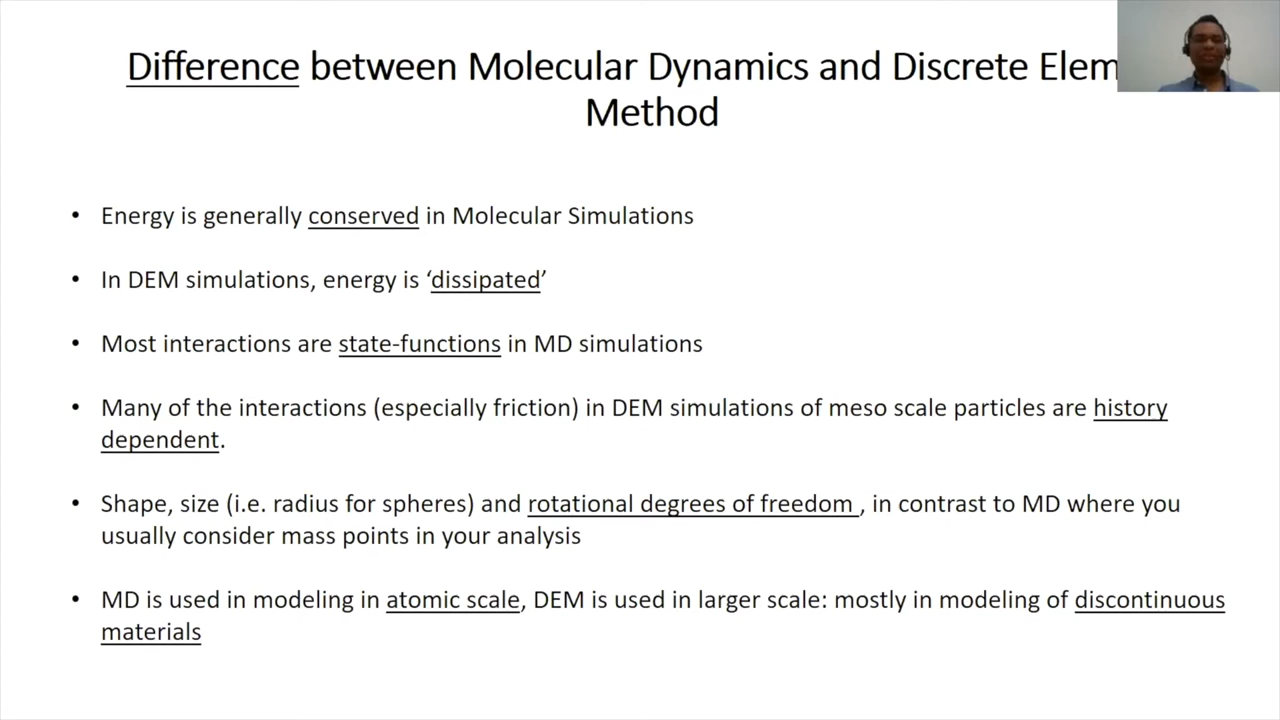 Difference between Molecular Dynamics and Discrete Elem
Method
• Energy is generally conserved in Molecular Simulations
• In DEM simulations, energy is ‘dissipated’
• Most interactions are state-functions in MD simulations
• Many of the interactions (especially friction) in DEM simulations of meso scale particles are history
dependent.
• Shape, size (i.e. radius for spheres) and rotational degrees of freedom , in contrast to MD where you
usually consider mass points in your analysis
• MD is used in modeling in atomic scale, DEM is used in larger scale: mostly in modeling of discontinuous
materials